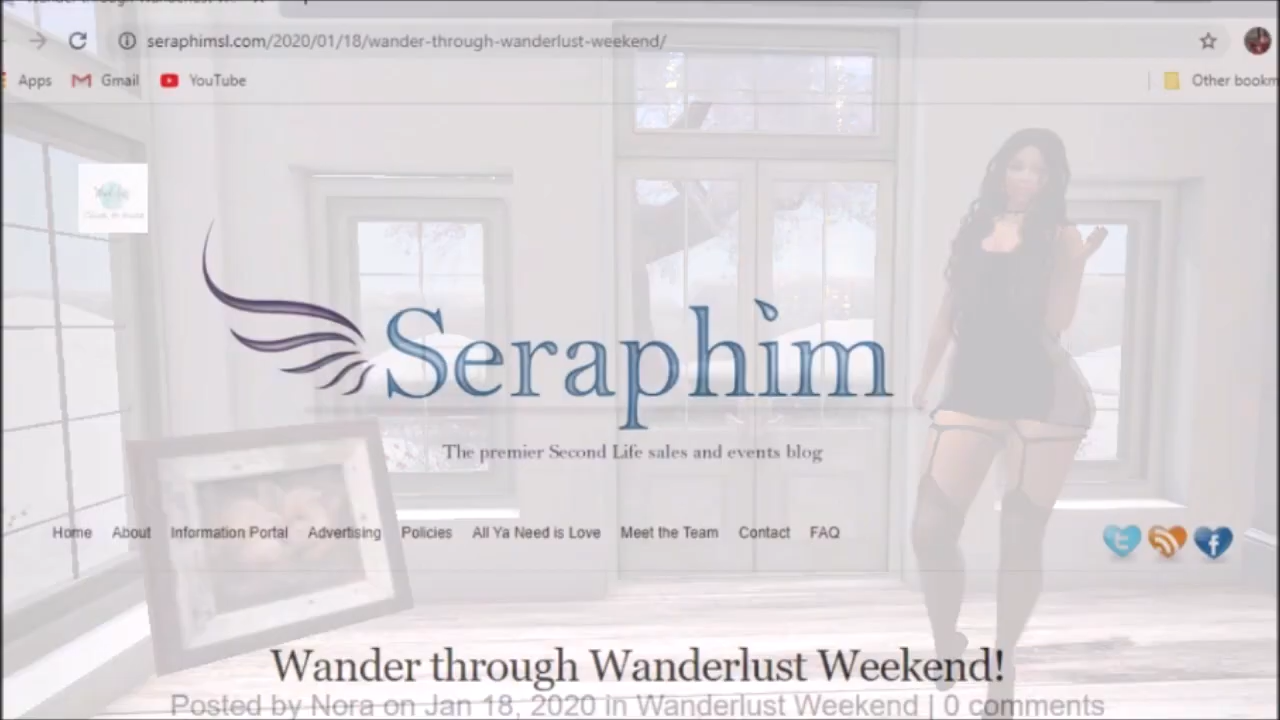 seraphimsl.com/2020/01/18/wander-through-wanderlust-weekend/
Apps Gmail YouTube Other bookm
Seraphim
The premier Second Life sales and events blog
Home About Information Portal Advertising Policies All Ya Need is Love Meet the Team Contact FAQ
Wander through Wanderlust Weekend!
Posted by Nora on Jan 18, 2020 in Wanderlust Weekend | 0 comments